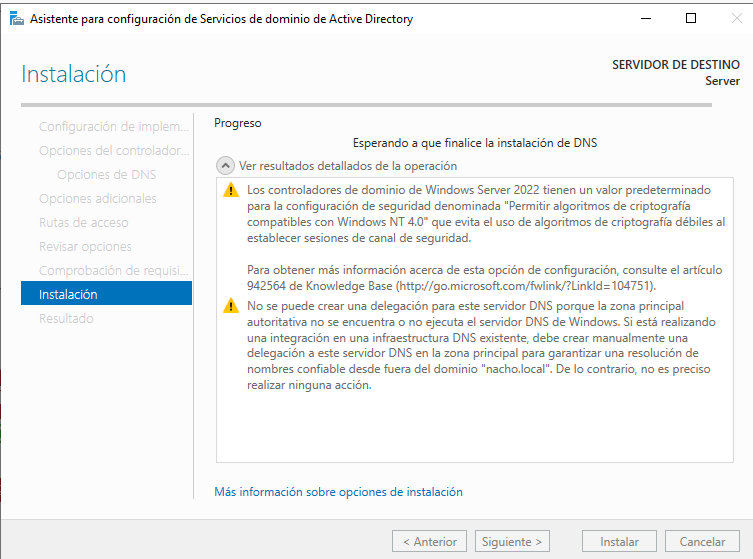 Asistente para configuración de Servicios de dominio de Active Directory
Instalación
SERVIDOR DE DESTINO
Server
Configuración de implem...
Opciones del controlador...
Opciones de DNS
Opciones adicionales
Rutas de acceso
Revisar opciones
Comprobación de requisi...
Instalación
Resultado
Progreso
Esperando a que finalice la instalación de DNS
Ver resultados detallados de la operación
Los controladores de dominio de Windows Server 2022 tienen un valor predeterminado
para la configuración de seguridad denominada "Permitir algoritmos de criptografía
compatibles con Windows NT 4.0" que evita el uso de algoritmos de criptografía débiles al
establecer sesiones de canal de seguridad.
Para obtener más información acerca de esta opción de configuración, consulte el artículo
942564 de Knowledge Base (http://go.microsoft.com/fwlink/?LinkId=104751).
No se puede crear una delegación para este servidor DNS porque la zona principal
autoritativa no se encuentra o no ejecuta el servidor DNS de Windows. Si está realizando
una integración en una infraestructura DNS existente, debe crear manualmente una
delegación a este servidor DNS en la zona principal para garantizar una resolución de
nombres confiable desde fuera del dominio "nacho.local". De lo contrario, no es preciso
realizar ninguna acción.
Más información sobre opciones de instalación
< Anterior
Siguiente >
Instalar
Cancelar